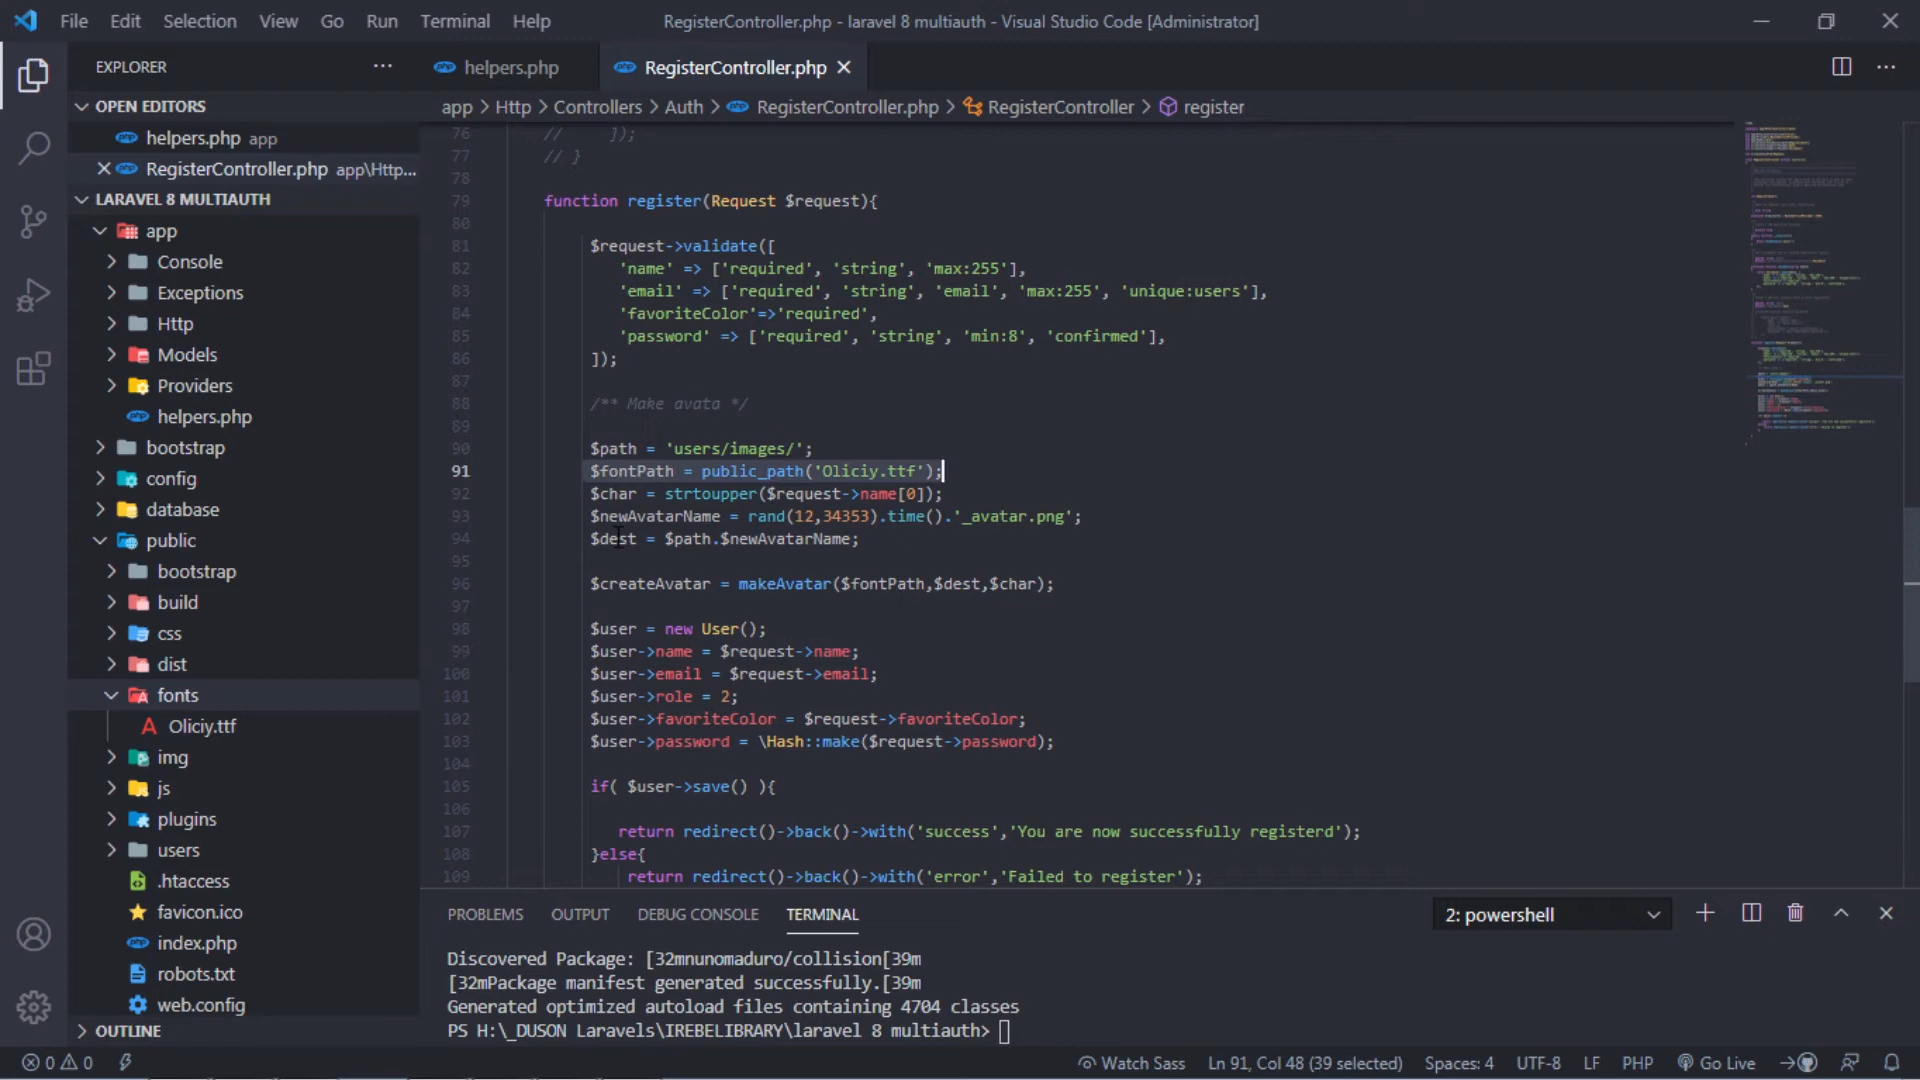 File Edit Selection View Go Run Terminal Help
RegisterController.php - laravel 8 multiauth - Visual Studio Code [Administrator]
EXPLORER
OPEN EDITORS
helpers.php app
RegisterController.php app\Http...
LARAVEL 8 MULTIAUTH
app
Console
Exceptions
Http
Models
Providers
helpers.php
bootstrap
config
database
public
bootstrap
build
css
dist
fonts
Oliciy.ttf
img
js
plugins
users
.htaccess
favicon.ico
index.php
robots.txt
web.config
OUTLINE
helpers.php
RegisterController.php
app > Http > Controllers > Auth > RegisterController.php > RegisterController > register
76 // ]);
77 // }
78
79 function register(Request $request){
80
81 $request->validate([
82 'name' => ['required', 'string', 'max:255'],
83 'email' => ['required', 'string', 'email', 'max:255', 'unique:users'],
84 'favoriteColor'=>'required',
85 'password' => ['required', 'string', 'min:8', 'confirmed'],
86 ]);
87
88 /** Make avata */
89
90 $path = 'users/images/';
91 $fontPath = public_path('Oliciy.ttf');
92 $char = strtoupper($request->name[0]);
93 $newAvatarName = rand(12,34353).time().'_avatar.png';
94 $dest = $path.$newAvatarName;
95
96 $createAvatar = makeAvatar($fontPath,$dest,$char);
97
98 $user = new User();
99 $user->name = $request->name;
100 $user->email = $request->email;
101 $user->role = 2;
102 $user->favoriteColor = $request->favoriteColor;
103 $user->password = \Hash::make($request->password);
104
105 if( $user->save() ){
106
107 return redirect()->back()->with('success','You are now successfully registerd');
108 }else{
109 return redirect()->back()->with('error','Failed to register');
PROBLEMS OUTPUT DEBUG CONSOLE TERMINAL
2: powershell
Discovered Package: [32mnunomaduro/collision[39m
[32mPackage manifest generated successfully.[39m
Generated optimized autoload files containing 4704 classes
PS H:\_DUSON Laravels\IREBELIBRARY\laravel 8 multiauth>
0 0
Watch Sass Ln 91, Col 48 (39 selected) Spaces: 4 UTF-8 LF PHP Go Live